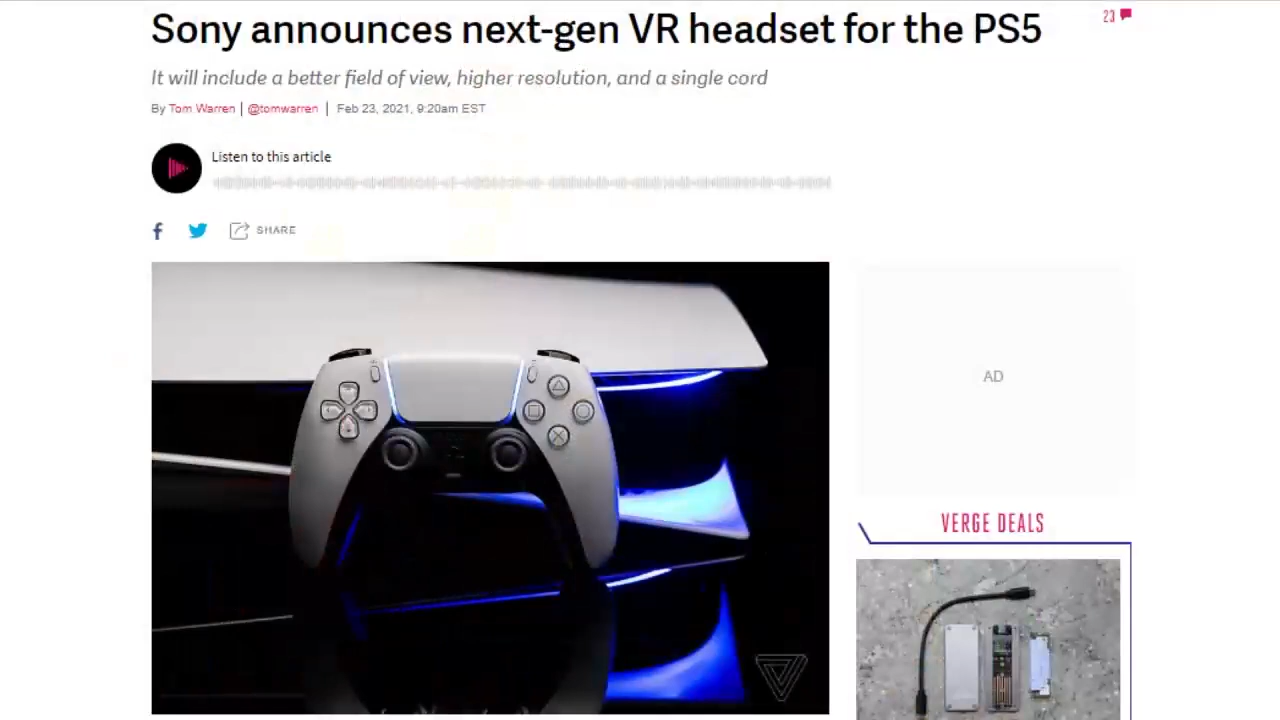 Sony announces next-gen VR headset for the PS5
23
It will include a better field of view, higher resolution, and a single cord
By Tom Warren | @tomwarren | Feb 23, 2021, 9:20am EST
Listen to this article
SHARE
AD
VERGE DEALS